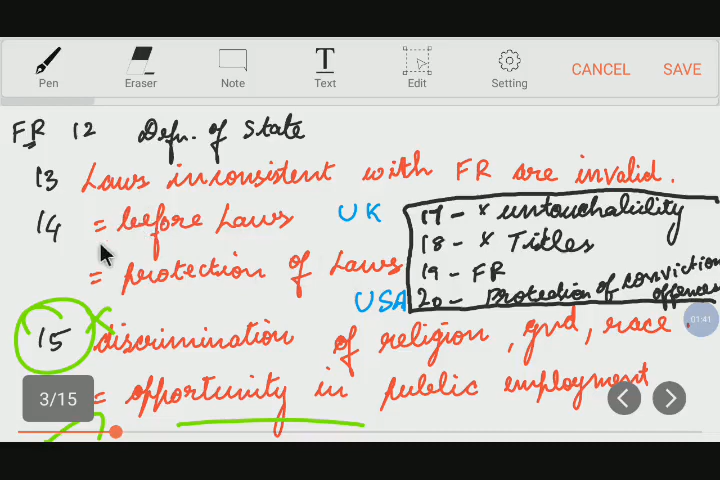 Pen Eraser Note Text Edit Setting CANCEL SAVE
FR 12 Defn. of State
13 Laws inconsistent with FR are invalid.
14 = before Laws UK
= protection of Laws
USA
17 - x untouchability
18 - x Titles
19 - FR
20 - Protection of conviction
offences
15 x discrimination of religion, gnd, race.
= opportunity in public employment
01:41
3/15